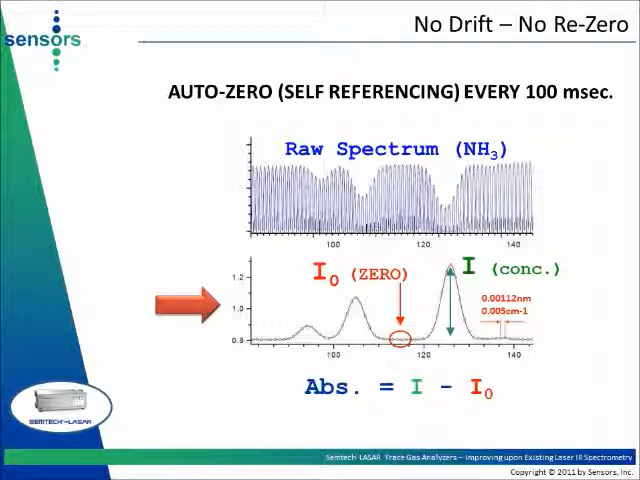 No Drift – No Re-Zero
sensors
AUTO-ZERO (SELF REFERENCING) EVERY 100 msec.
Raw Spectrum (NH3)
100 120 140
I0 (ZERO)
I (conc.)
1.2
1.0
0.8
0.00112nm
0.005cm-1
100 120 140
Abs. = I - I0
SEMTECH LASAR
Semtech LASAR Trace Gas Analyzers – Improving upon Existing Laser IR Spectrometry
Copyright © 2011 by Sensors, Inc.